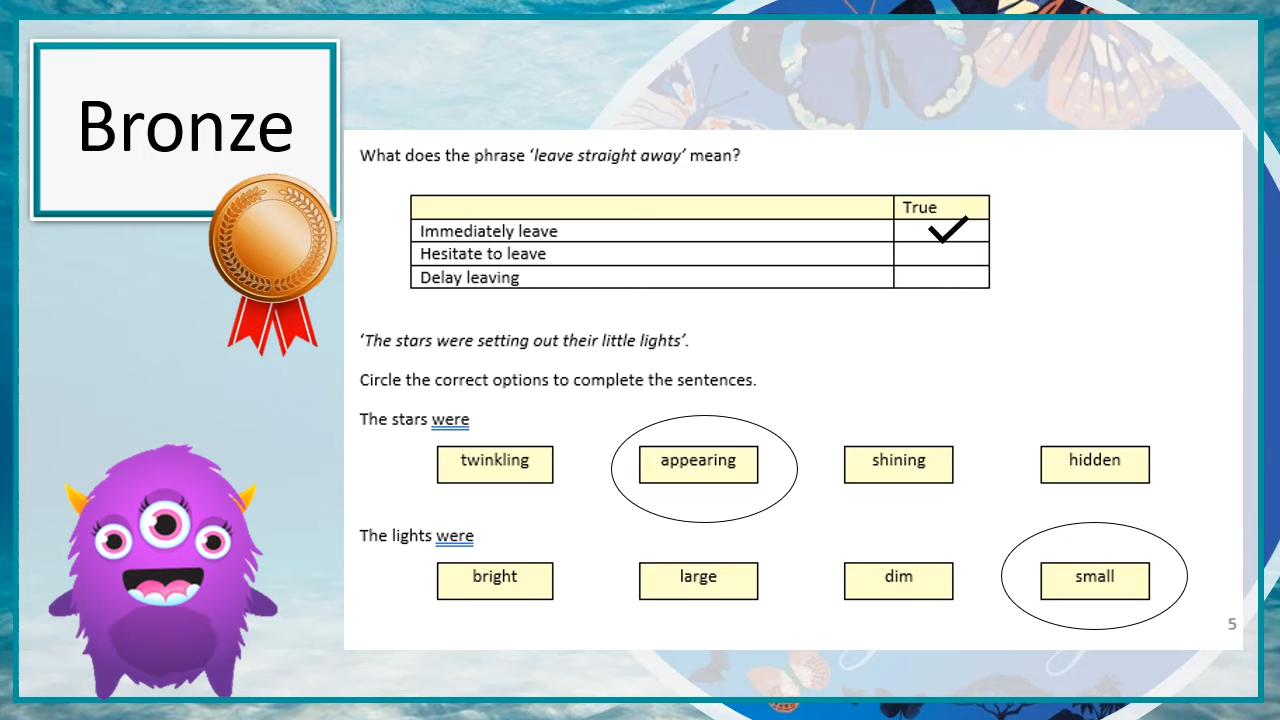 Bronze
What does the phrase ‘leave straight away’ mean?
True
Immediately leave
Hesitate to leave
Delay leaving
‘The stars were setting out their little lights’.
Circle the correct options to complete the sentences.
The stars were
twinkling appearing shining hidden
The lights were
bright large dim small
5